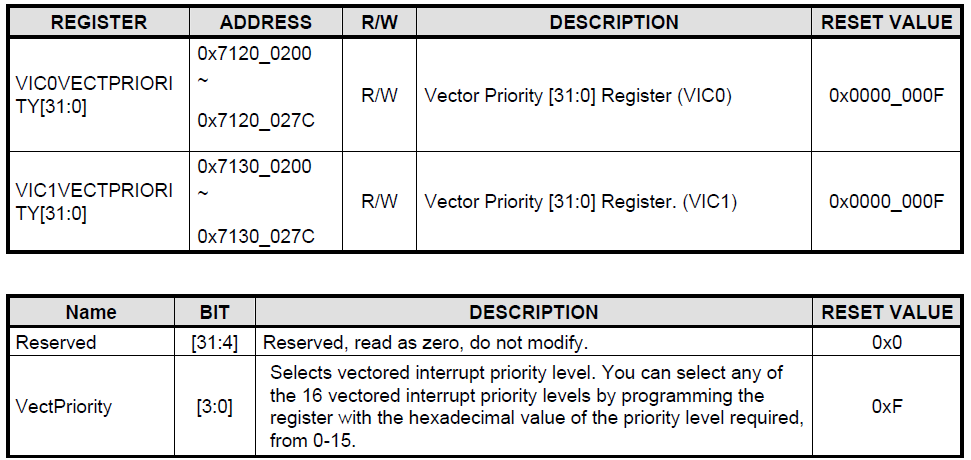 REGISTER ADDRESS R/W DESCRIPTION RESET VALUE
VIC0VECTPRIORI
TY[31:0]
0x7120_0200
~
0x7120_027C
R/W
Vector Priority [31:0] Register (VIC0)
0x0000_000F
VIC1VECTPRIORI
TY[31:0]
0x7130_0200
~
0x7130_027C
R/W
Vector Priority [31:0] Register. (VIC1)
0x0000_000F
Name BIT DESCRIPTION RESET VALUE
Reserved [31:4] Reserved, read as zero, do not modify. 0x0
VectPriority
[3:0]
Selects vectored interrupt priority level. You can select any of
the 16 vectored interrupt priority levels by programming the
register with the hexadecimal value of the priority level required,
from 0-15.
0xF